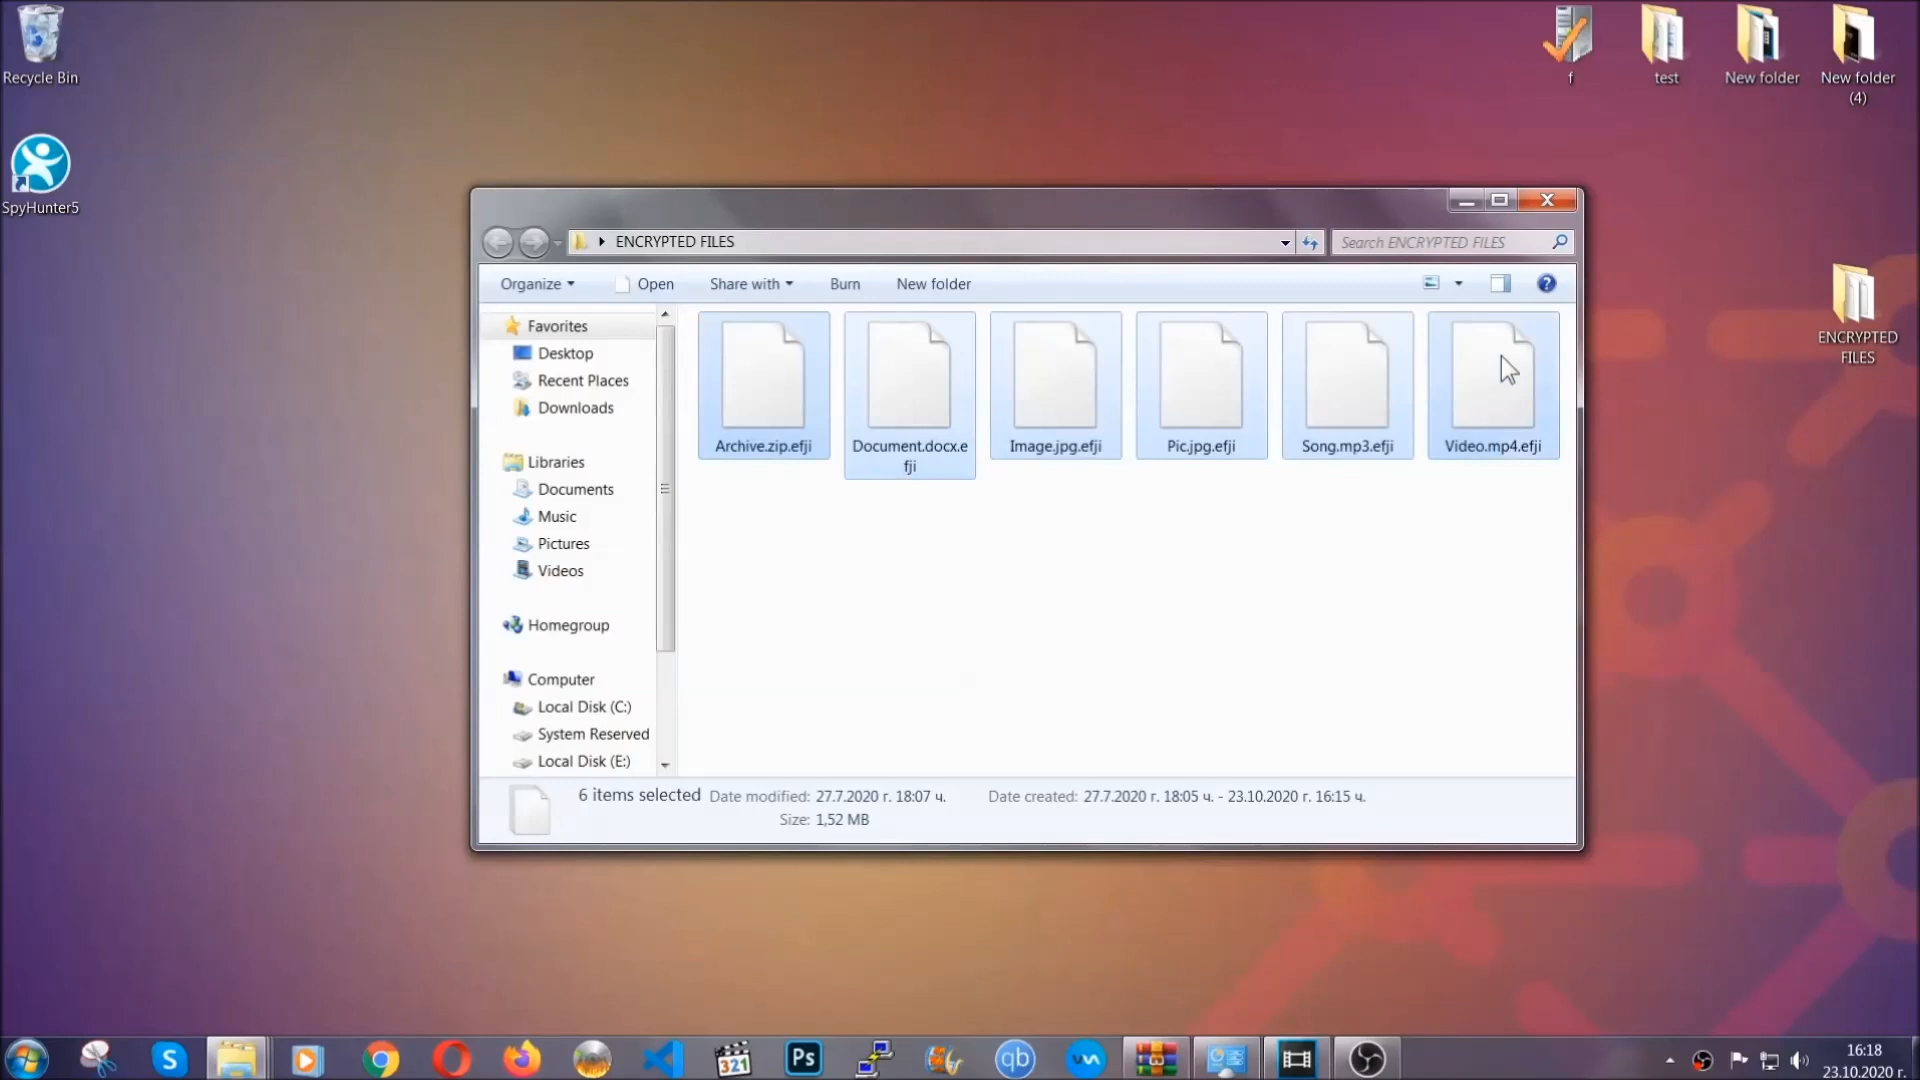 Recycle Bin
SpyHunter5
f
test
New folder
New folder
(4)
ENCRYPTED
FILES
ENCRYPTED FILES
Search ENCRYPTED FILES
Organize
Open
Share with
Burn
New folder
Favorites
Desktop
Recent Places
Downloads
Libraries
Documents
Music
Pictures
Videos
Homegroup
Computer
Local Disk (C:)
System Reserved
Local Disk (E:)
Archive.zip.efji
Document.docx.e
fji
Image.jpg.efji
Pic.jpg.efji
Song.mp3.efji
Video.mp4.efji
6 items selected Date modified: 27.7.2020 г. 18:07 ч. Date created: 27.7.2020 г. 18:05 ч. - 23.10.2020 г. 16:15 ч.
Size: 1,52 MB
S
321
Ps
qb
16:18
23.10.2020 г.